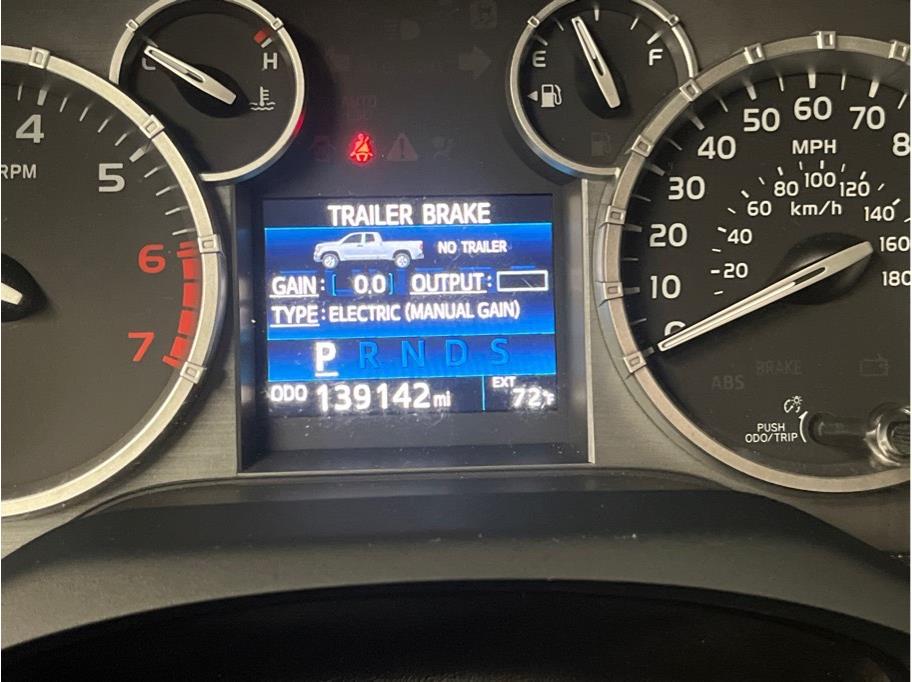 C H
E F
4
RPM 5
6
7
TRAILER BRAKE
NO TRAILER
GAIN : [ 0.0 ] OUTPUT :
TYPE : ELECTRIC (MANUAL GAIN)
P R N D S
ODO 139142 mi
EXT 72°F
0 10 20 30 40 50 60 70 8
MPH
20 40 60 80 100 120 140 160 180
km/h
ABS BRAKE
PUSH
ODO/TRIP